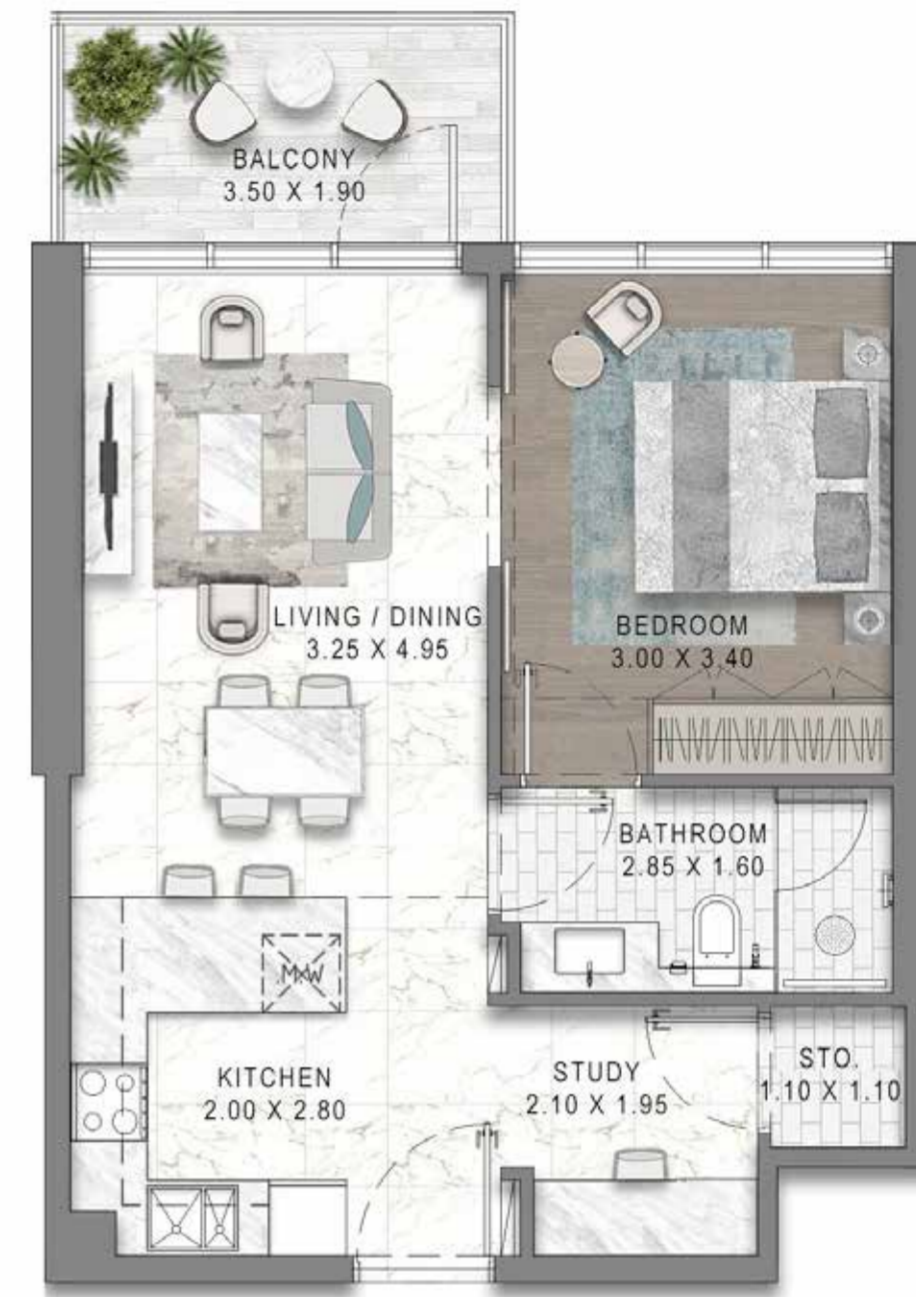 BALCONY
3.50 X 1.90
LIVING / DINING
3.25 X 4.95
BEDROOM
3.00 X 3.40
BATHROOM
2.85 X 1.60
M\W
KITCHEN
2.00 X 2.80
STUDY
2.10 X 1.95
STO.
1.10 X 1.10